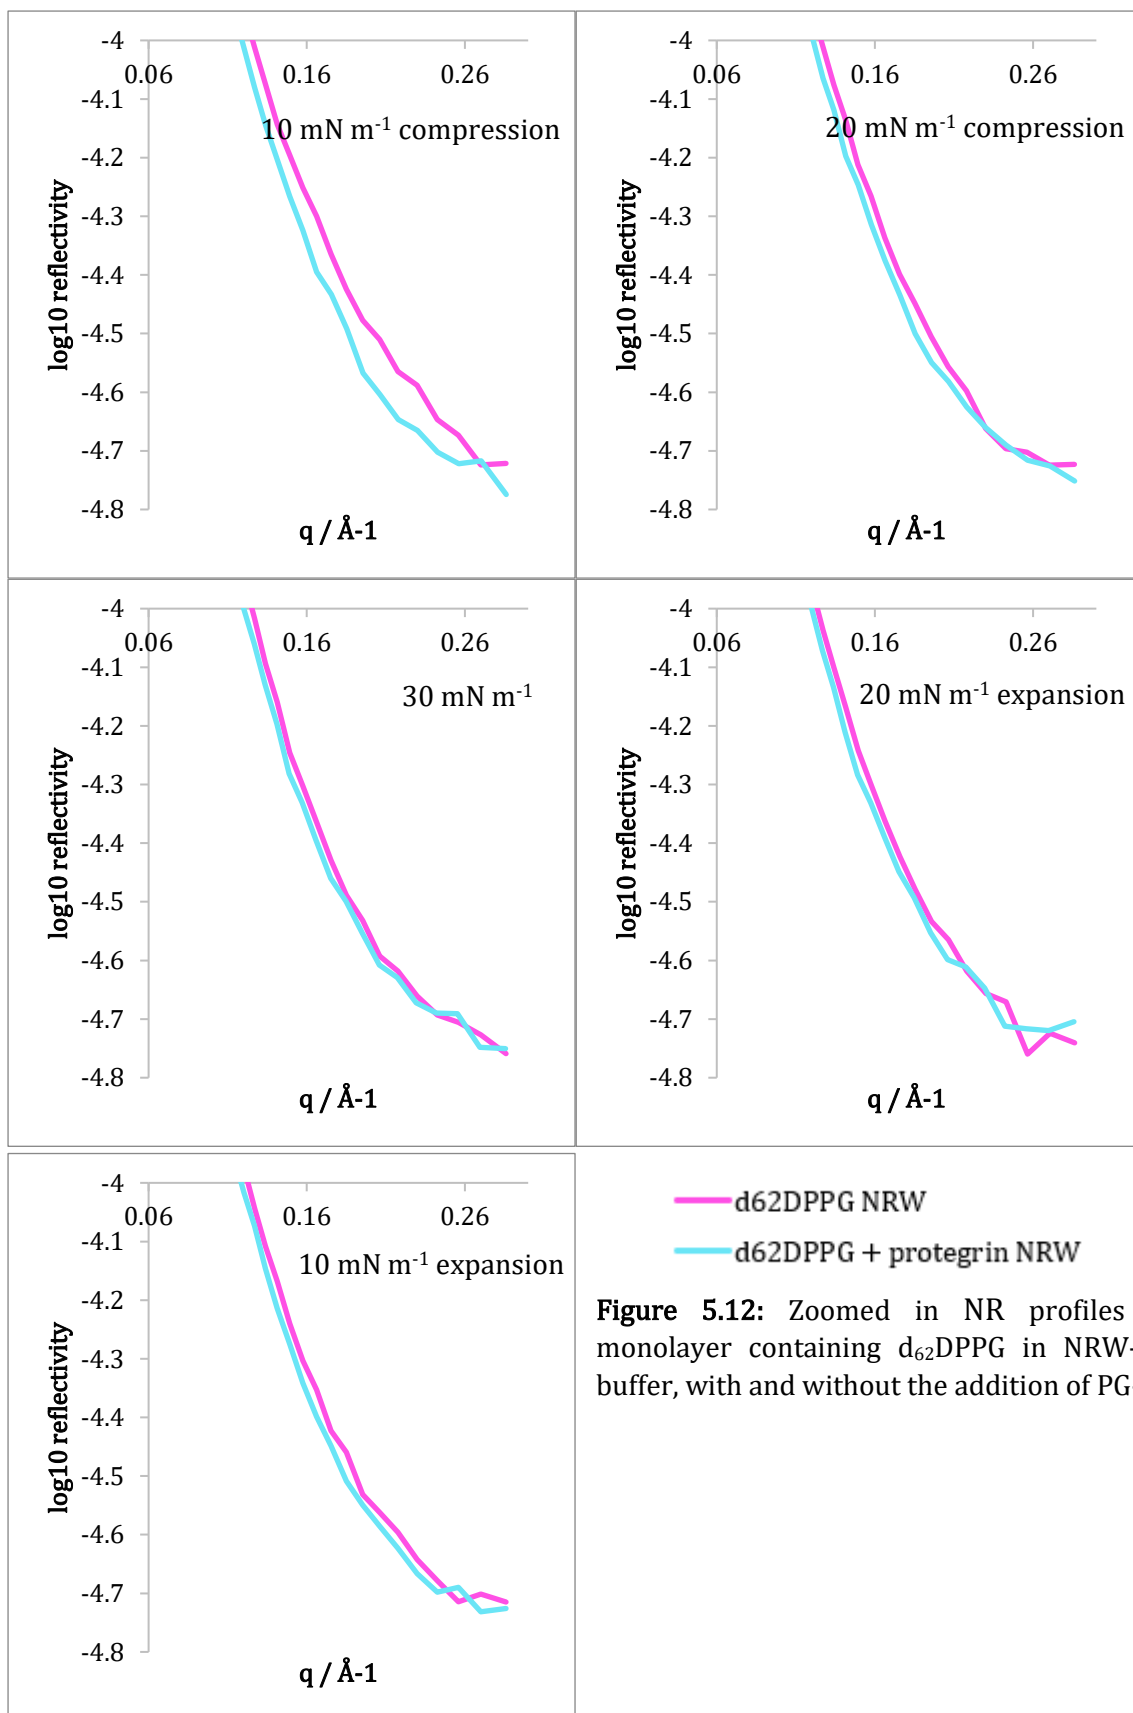 -4
0.06 0.16 0.26
-4.1
10 mN m⁻¹ compression
-4.2
-4.3
-4.4
-4.5
-4.6
-4.7
-4.8
log10 reflectivity
q / Å-1
-4
0.06 0.16 0.26
-4.1
20 mN m⁻¹ compression
-4.2
-4.3
-4.4
-4.5
-4.6
-4.7
-4.8
log10 reflectivity
q / Å-1
-4
0.06 0.16 0.26
-4.1
30 mN m⁻¹
-4.2
-4.3
-4.4
-4.5
-4.6
-4.7
-4.8
log10 reflectivity
q / Å-1
-4
0.06 0.16 0.26
-4.1
20 mN m⁻¹ expansion
-4.2
-4.3
-4.4
-4.5
-4.6
-4.7
-4.8
log10 reflectivity
q / Å-1
-4
0.06 0.16 0.26
-4.1
10 mN m⁻¹ expansion
-4.2
-4.3
-4.4
-4.5
-4.6
-4.7
-4.8
log10 reflectivity
q / Å-1
d62DPPG NRW
d62DPPG + protegrin NRW
Figure 5.12: Zoomed in NR profiles
monolayer containing d₆₂DPPG in NRW-
buffer, with and without the addition of PG-